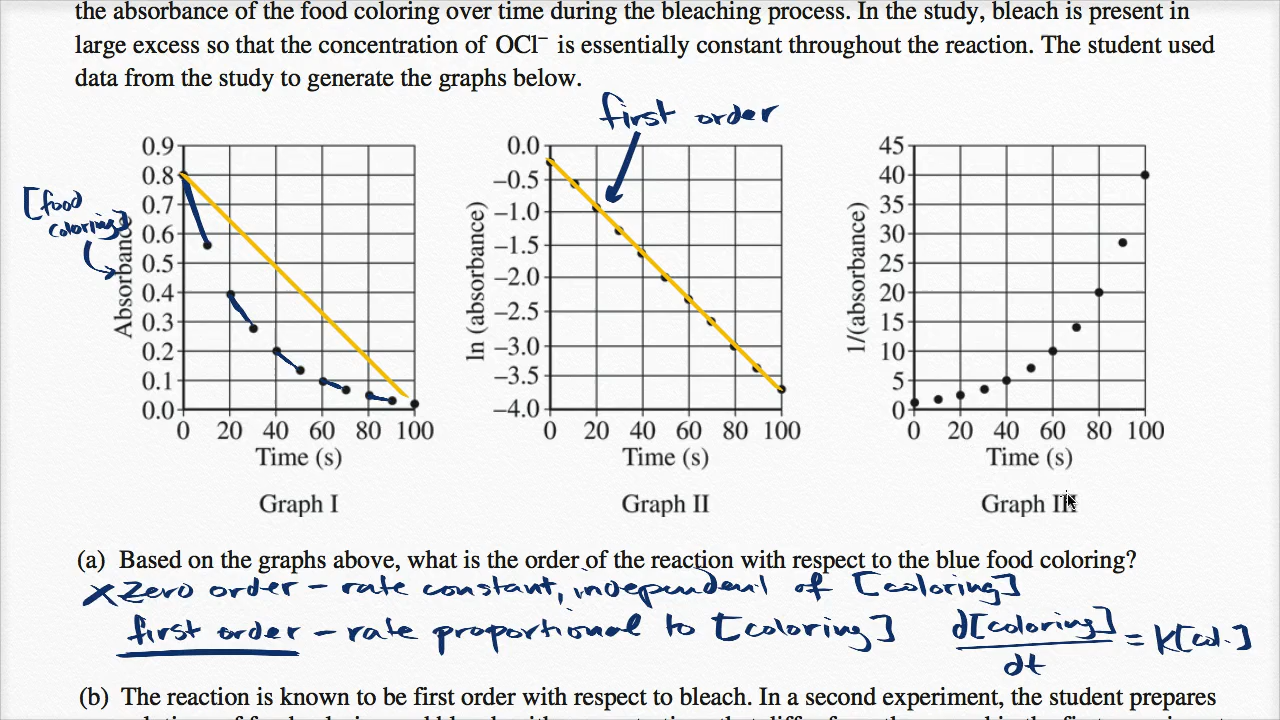 the absorbance of the food coloring over time during the bleaching process. In the study, bleach is present in
large excess so that the concentration of OCl⁻ is essentially constant throughout the reaction. The student used
data from the study to generate the graphs below.
first order
[food
coloring]
Absorbance
0.9
0.8
0.7
0.6
0.5
0.4
0.3
0.2
0.1
0.0
0 20 40 60 80 100
Time (s)
Graph I
ln (absorbance)
0.0
−0.5
−1.0
−1.5
−2.0
−2.5
−3.0
−3.5
−4.0
0 20 40 60 80 100
Time (s)
Graph II
1/(absorbance)
45
40
35
30
25
20
15
10
5
0
0 20 40 60 80 100
Time (s)
Graph III
(a) Based on the graphs above, what is the order of the reaction with respect to the blue food coloring?
x zero order – rate constant, independent of [coloring]
first order – rate proportional to [coloring] d[coloring]/dt = k[col.]
(b) The reaction is known to be first order with respect to bleach. In a second experiment, the student prepares